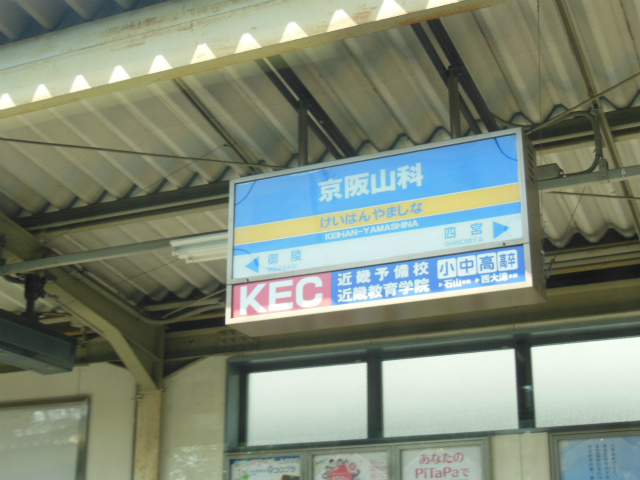 京阪山科
けいはんやましな
KEIHAN-YAMASHINA
御陵
四宮
SHINOMIYA
KEC
近畿予備校
近畿教育学院
小中高
あなたの
PiTaPaで